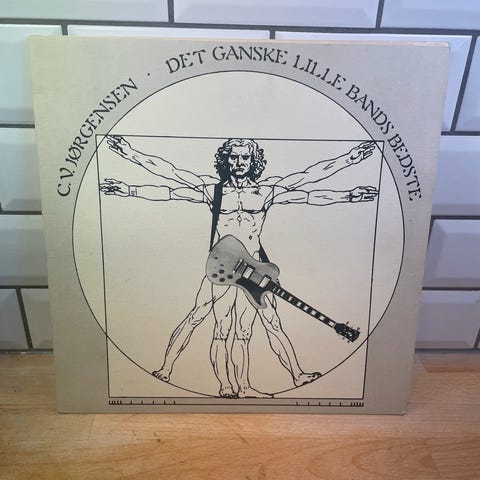 C.V. JØRGENSEN · DET GANSKE LILLE BANDS BEDSTE